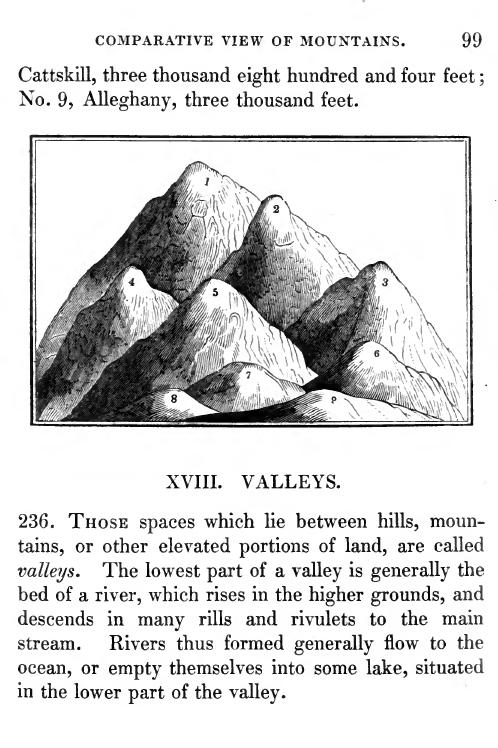 COMPARATIVE VIEW OF MOUNTAINS. 99
Cattskill, three thousand eight hundred and four feet;
No. 9, Alleghany, three thousand feet.
1
2
3
4
5
6
7
8
9
XVIII. VALLEYS.
236. THOSE spaces which lie between hills, moun-
tains, or other elevated portions of land, are called
valleys. The lowest part of a valley is generally the
bed of a river, which rises in the higher grounds, and
descends in many rills and rivulets to the main
stream. Rivers thus formed generally flow to the
ocean, or empty themselves into some lake, situated
in the lower part of the valley.